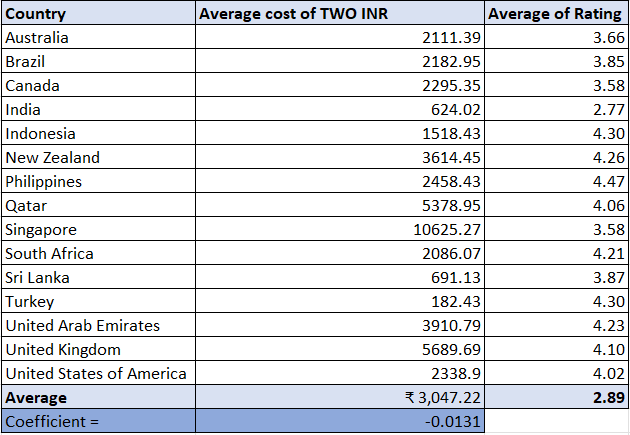 Country Average cost of TWO INR Average of Rating
Australia 2111.39 3.66
Brazil 2182.95 3.85
Canada 2295.35 3.58
India 624.02 2.77
Indonesia 1518.43 4.30
New Zealand 3614.45 4.26
Philippines 2458.43 4.47
Qatar 5378.95 4.06
Singapore 10625.27 3.58
South Africa 2086.07 4.21
Sri Lanka 691.13 3.87
Turkey 182.43 4.30
United Arab Emirates 3910.79 4.23
United Kingdom 5689.69 4.10
United States of America 2338.9 4.02
Average ₹ 3,047.22 2.89
Coefficient = -0.0131